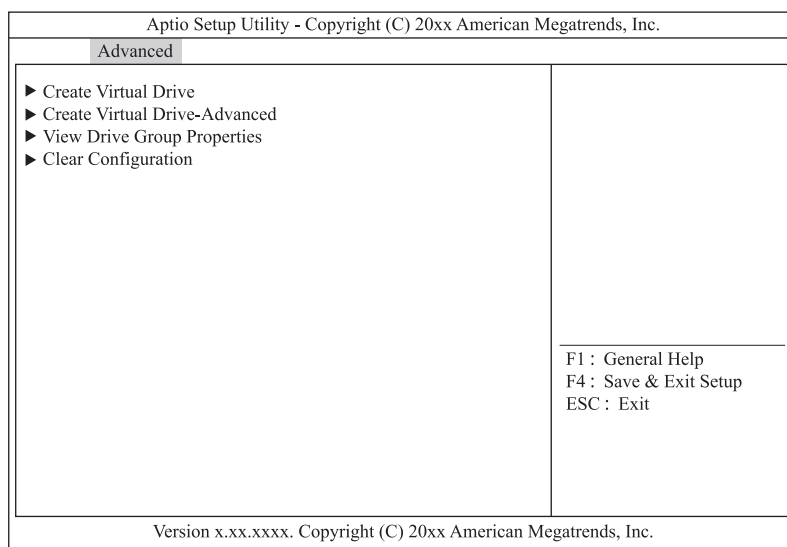 Aptio Setup Utility - Copyright (C) 20xx American Megatrends, Inc.
Advanced
▶ Create Virtual Drive
▶ Create Virtual Drive-Advanced
▶ View Drive Group Properties
▶ Clear Configuration
F1 : General Help
F4 : Save & Exit Setup
ESC : Exit
Version x.xx.xxxx. Copyright (C) 20xx American Megatrends, Inc.